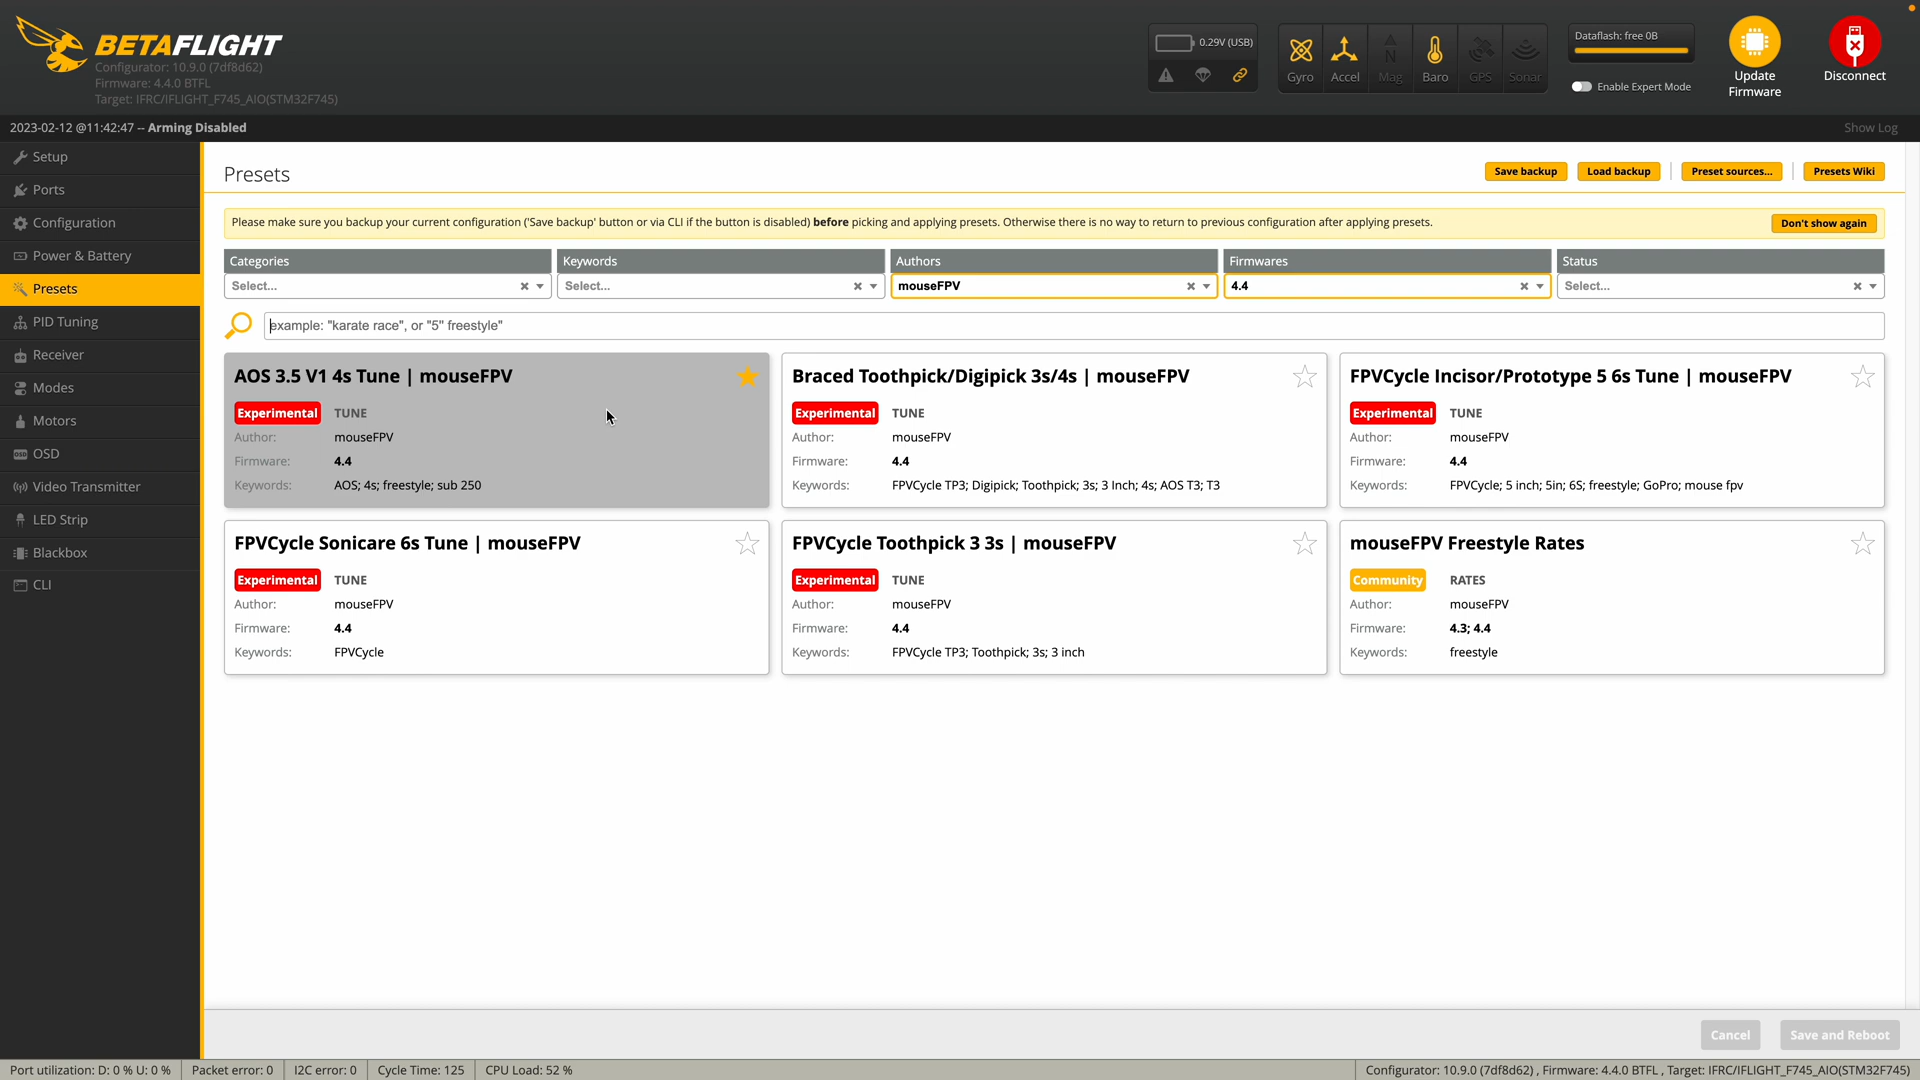 BETAFLIGHT
Configurator: 10.9.0 (7df8d62)
Firmware: 4.4.0 BTFL
Target: IFRC/IFLIGHT_F745_AIO(STM32F745)
0.29V (USB)
Gyro
Accel
N
Mag
Baro
GPS
Sonar
Dataflash: free 0B
Enable Expert Mode
Update
Firmware
Disconnect
2023-02-12 @11:42:47 -- Arming Disabled
Show Log
Setup
Ports
Configuration
Power & Battery
Presets
PID Tuning
Receiver
Modes
Motors
OSD
Video Transmitter
LED Strip
Blackbox
CLI
Presets
Save backup
Load backup
Preset sources...
Presets Wiki
Please make sure you backup your current configuration ('Save backup' button or via CLI if the button is disabled) before picking and applying presets. Otherwise there is no way to return to previous configuration after applying presets.
Don't show again
Categories
Keywords
Authors
Firmwares
Status
Select...
Select...
mouseFPV
4.4
Select...
example: "karate race", or "5'' freestyle"
AOS 3.5 V1 4s Tune | mouseFPV
Experimental TUNE
Author: mouseFPV
Firmware: 4.4
Keywords: AOS; 4s; freestyle; sub 250
Braced Toothpick/Digipick 3s/4s | mouseFPV
Experimental TUNE
Author: mouseFPV
Firmware: 4.4
Keywords: FPVCycle TP3; Digipick; Toothpick; 3s; 3 Inch; 4s; AOS T3; T3
FPVCycle Incisor/Prototype 5 6s Tune | mouseFPV
Experimental TUNE
Author: mouseFPV
Firmware: 4.4
Keywords: FPVCycle; 5 inch; 5in; 6S; freestyle; GoPro; mouse fpv
FPVCycle Sonicare 6s Tune | mouseFPV
Experimental TUNE
Author: mouseFPV
Firmware: 4.4
Keywords: FPVCycle
FPVCycle Toothpick 3 3s | mouseFPV
Experimental TUNE
Author: mouseFPV
Firmware: 4.4
Keywords: FPVCycle TP3; Toothpick; 3s; 3 inch
mouseFPV Freestyle Rates
Community RATES
Author: mouseFPV
Firmware: 4.3; 4.4
Keywords: freestyle
Cancel
Save and Reboot
Port utilization: D: 0 % U: 0 %
Packet error: 0
I2C error: 0
Cycle Time: 125
CPU Load: 52 %
Configurator: 10.9.0 (7df8d62) , Firmware: 4.4.0 BTFL , Target: IFRC/IFLIGHT_F745_AIO(STM32F745)